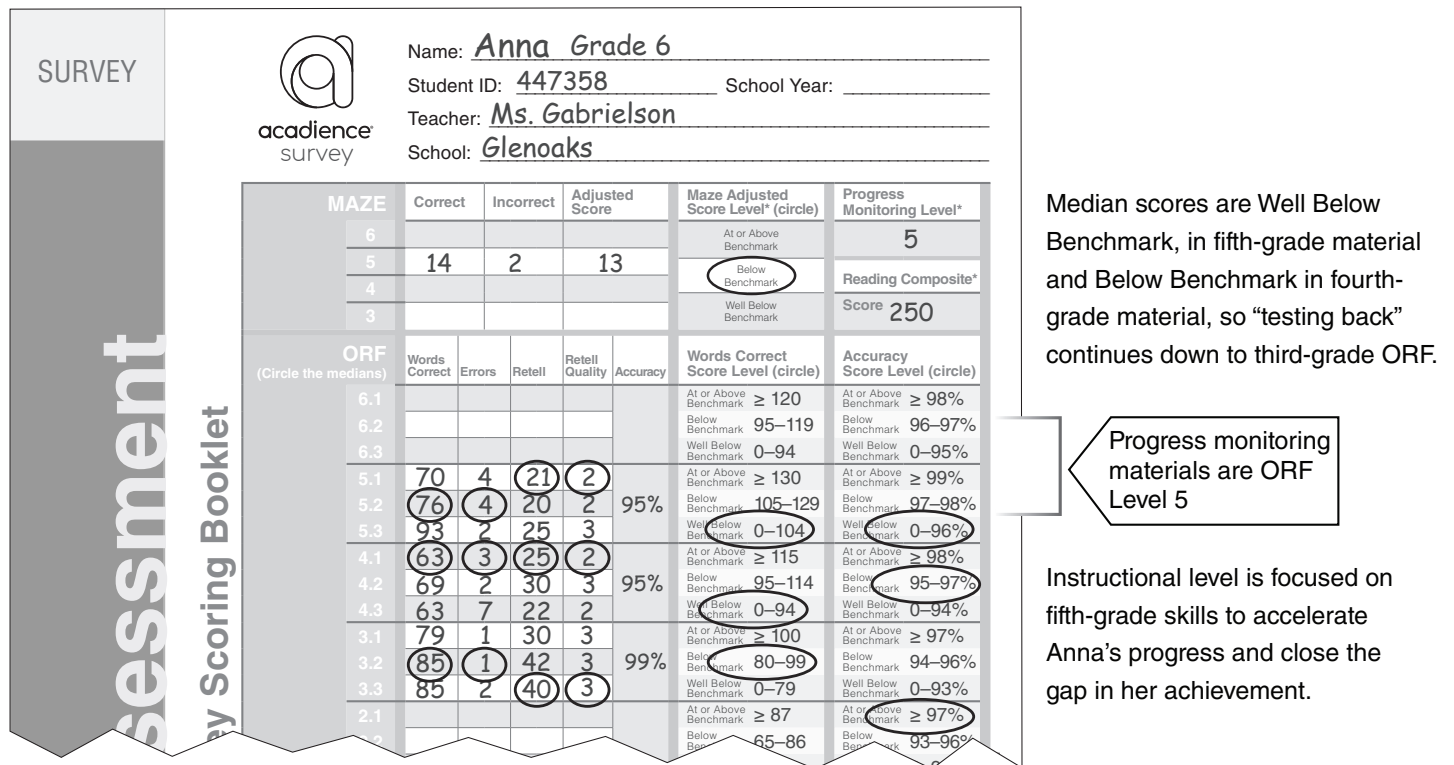 SURVEY
sessment
ey Scoring Booklet
acadience®
survey
Name: Anna Grade 6
Student ID: 447358 School Year:
Teacher: Ms. Gabrielson
School: Glenoaks
MAZE Correct Incorrect Adjusted Score Maze Adjusted Score Level* (circle) Progress Monitoring Level*
6 At or Above Benchmark 5
5 14 2 13 Below Benchmark
4 Reading Composite*
3 Well Below Benchmark Score 250
ORF (Circle the medians) Words Correct Errors Retell Retell Quality Accuracy Words Correct Score Level (circle) Accuracy Score Level (circle)
6.1 At or Above Benchmark ≥ 120 At or Above Benchmark ≥ 98%
6.2 Below Benchmark 95–119 Below Benchmark 96–97%
6.3 Well Below Benchmark 0–94 Well Below Benchmark 0–95%
5.1 70 4 21 2 At or Above Benchmark ≥ 130 At or Above Benchmark ≥ 99%
5.2 76 4 20 2 95% Below Benchmark 105–129 Below Benchmark 97–98%
5.3 93 2 25 3 Well Below Benchmark 0–104 Well Below Benchmark 0–96%
4.1 63 3 25 2 At or Above Benchmark ≥ 115 At or Above Benchmark ≥ 98%
4.2 69 2 30 3 95% Below Benchmark 95–114 Below Benchmark 95–97%
4.3 63 7 22 2 Well Below Benchmark 0–94 Well Below Benchmark 0–94%
3.1 79 1 30 3 At or Above Benchmark ≥ 100 At or Above Benchmark ≥ 97%
3.2 85 1 42 3 99% Below Benchmark 80–99 Below Benchmark 94–96%
3.3 85 2 40 3 Well Below Benchmark 0–79 Well Below Benchmark 0–93%
2.1 At or Above Benchmark ≥ 87 At or Above Benchmark ≥ 97%
Below 65–86 Below 93–96%
Median scores are Well Below
Benchmark, in fifth-grade material
and Below Benchmark in fourth-
grade material, so “testing back”
continues down to third-grade ORF.
Progress monitoring
materials are ORF
Level 5
Instructional level is focused on
fifth-grade skills to accelerate
Anna’s progress and close the
gap in her achievement.